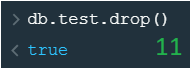 > db.test.drop()
< true 11